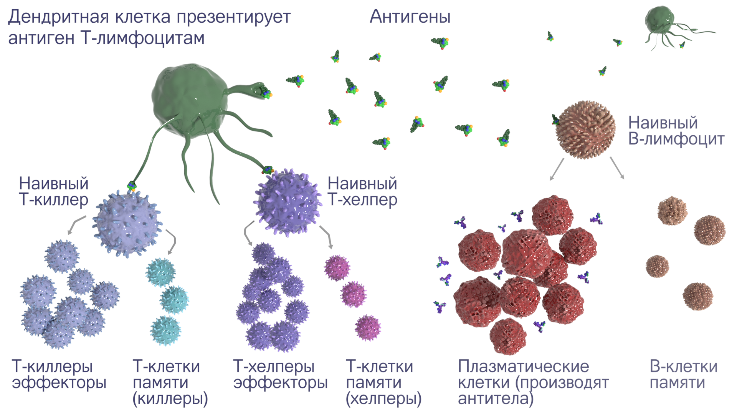 Дендритная клетка презентирует
антиген Т-лимфоцитам
Антигены
Наивный
В-лимфоцит
Наивный
Т-киллер
Наивный
Т-хелпер
Т-киллеры
эффекторы
Т-клетки
памяти
(киллеры)
Т-хелперы
эффекторы
Т-клетки
памяти
(хелперы)
Плазматические
клетки (производят
антитела)
В-клетки
памяти